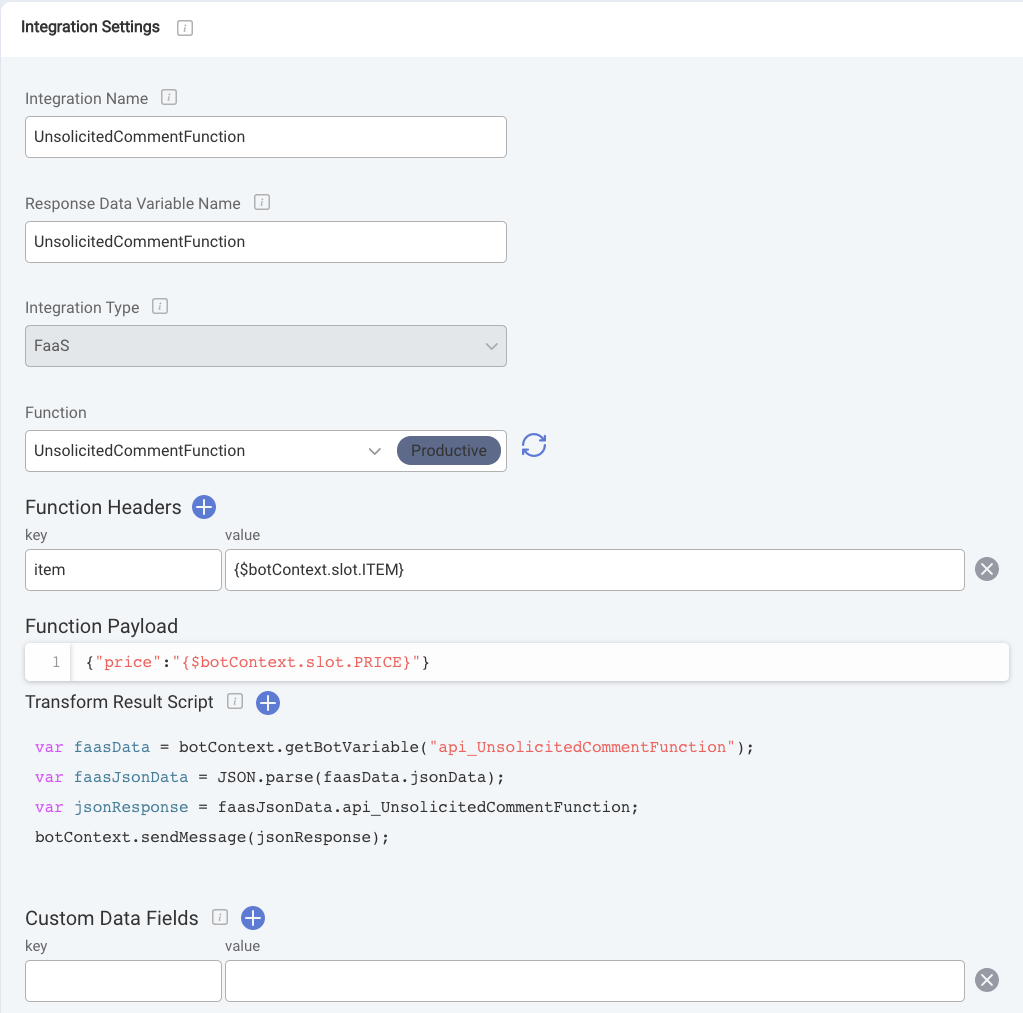 Integration Settings
Integration Name
UnsolicitedCommentFunction
Response Data Variable Name
UnsolicitedCommentFunction
Integration Type
FaaS
Function
UnsolicitedCommentFunction Productive
Function Headers
key value
item {$botContext.slot.ITEM}
Function Payload
1 {"price":"{$botContext.slot.PRICE}"}
Transform Result Script
var faasData = botContext.getBotVariable("api_UnsolicitedCommentFunction");
var faasJsonData = JSON.parse(faasData.jsonData);
var jsonResponse = faasJsonData.api_UnsolicitedCommentFunction;
botContext.sendMessage(jsonResponse);
Custom Data Fields
key value